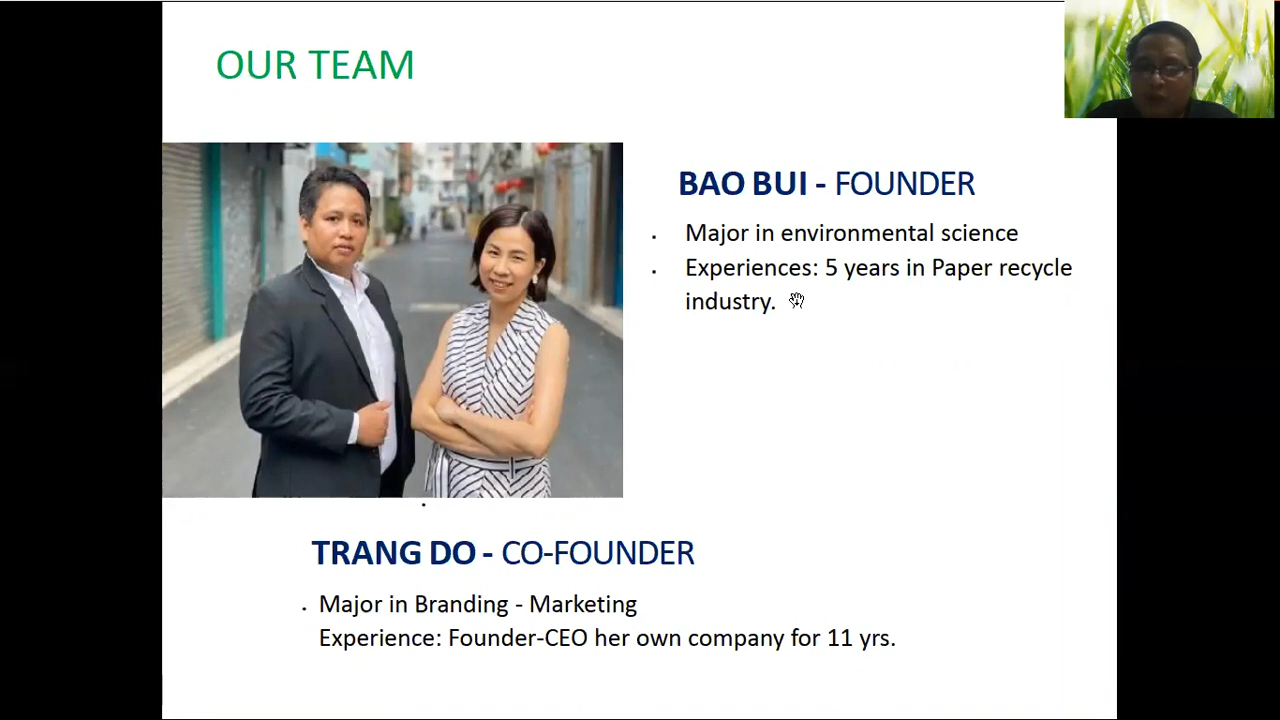 OUR TEAM
BAO BUI - FOUNDER
Major in environmental science
Experiences: 5 years in Paper recycle
industry.
TRANG DO - CO-FOUNDER
Major in Branding - Marketing
Experience: Founder-CEO her own company for 11 yrs.